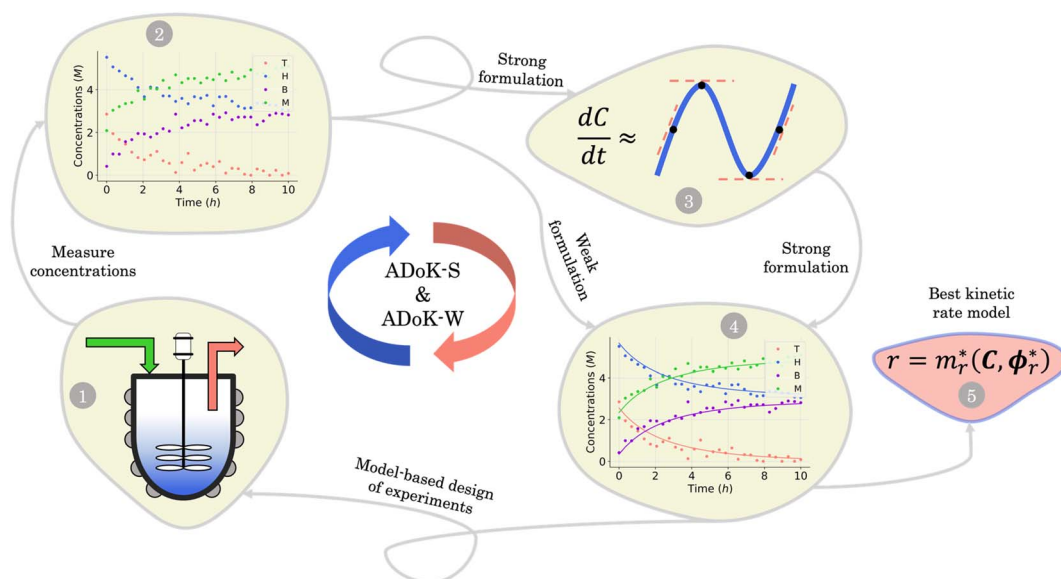 2
T
H
B
M
4
2
0
0
2
4
6
8
10
Concentrations (M)
Time (h)
Strong
formulation
dC
dt
≈
3
Measure
concentrations
ADoK-S
&
ADoK-W
Weak
formulation
Strong
formulation
Best kinetic
rate model
1
4
T
H
B
M
4
2
0
0
2
4
6
8
10
Concentrations (M)
Time (h)
r = m*r(C, ϕ*r)
5
Model-based design
of experiments